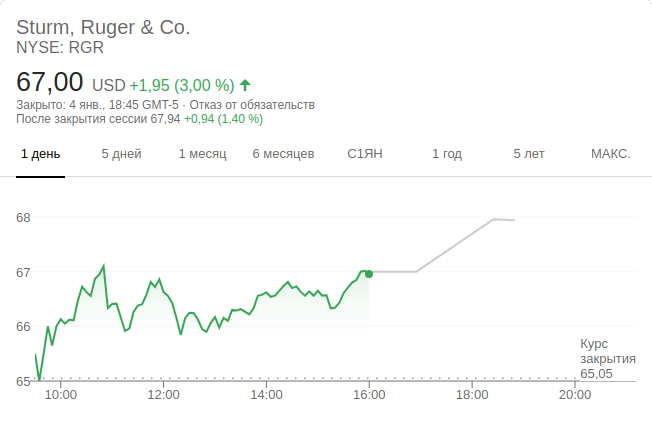 Sturm, Ruger & Co.
NYSE: RGR
67,00 USD +1,95 (3,00 %)
Закрыто: 4 янв., 18:45 GMT-5 · Отказ от обязательств
После закрытия сессии 67,94 +0,94 (1,40 %)
1 день 5 дней 1 месяц 6 месяцев С1ЯН 1 год 5 лет МАКС.
68
67
66
65
Курс
закрытия
65,05
10:00 12:00 14:00 16:00 18:00 20:00